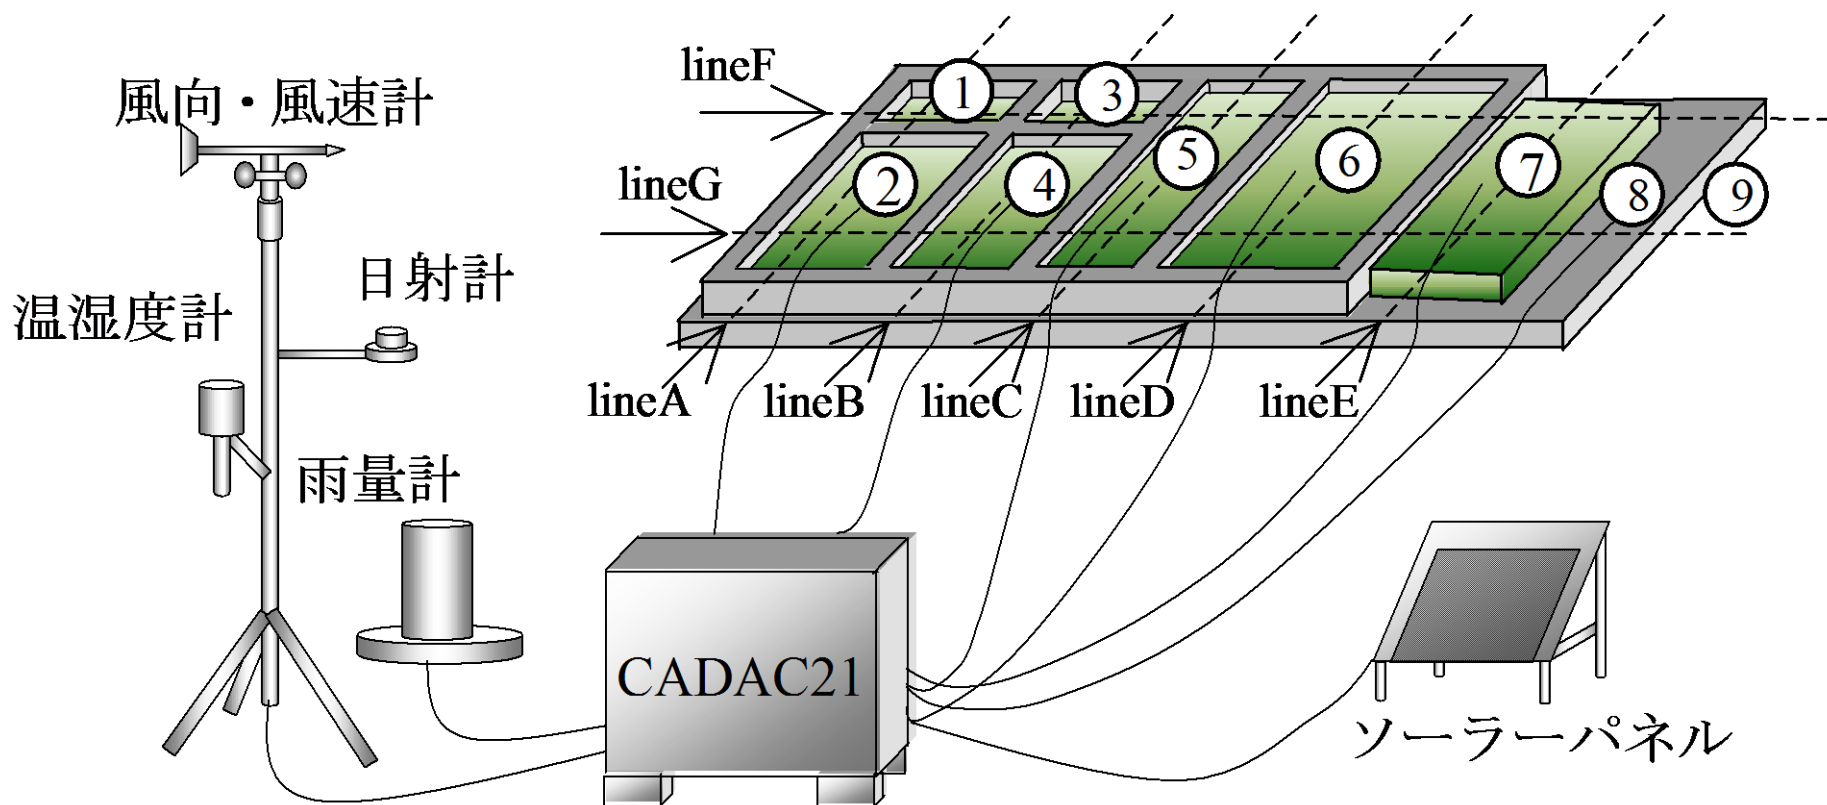 風向・風速計
日射計
温湿度計
雨量計
lineF
lineG
1
3
2
4
5
6
7
8
9
lineA
lineB
lineC
lineD
lineE
CADAC21
ソーラーパネル